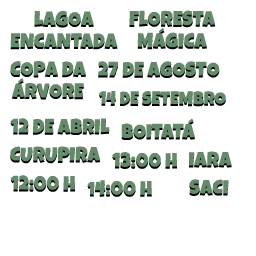 LAGOA
ENCANTADA
FLORESTA
MÁGICA
COPA DA
ÁRVORE
27 DE AGOSTO
14 DE SETEMBRO
12 DE ABRIL
BOITATÁ
CURUPIRA
13:00 H
IARA
12:00 H
14:00 H
SACI